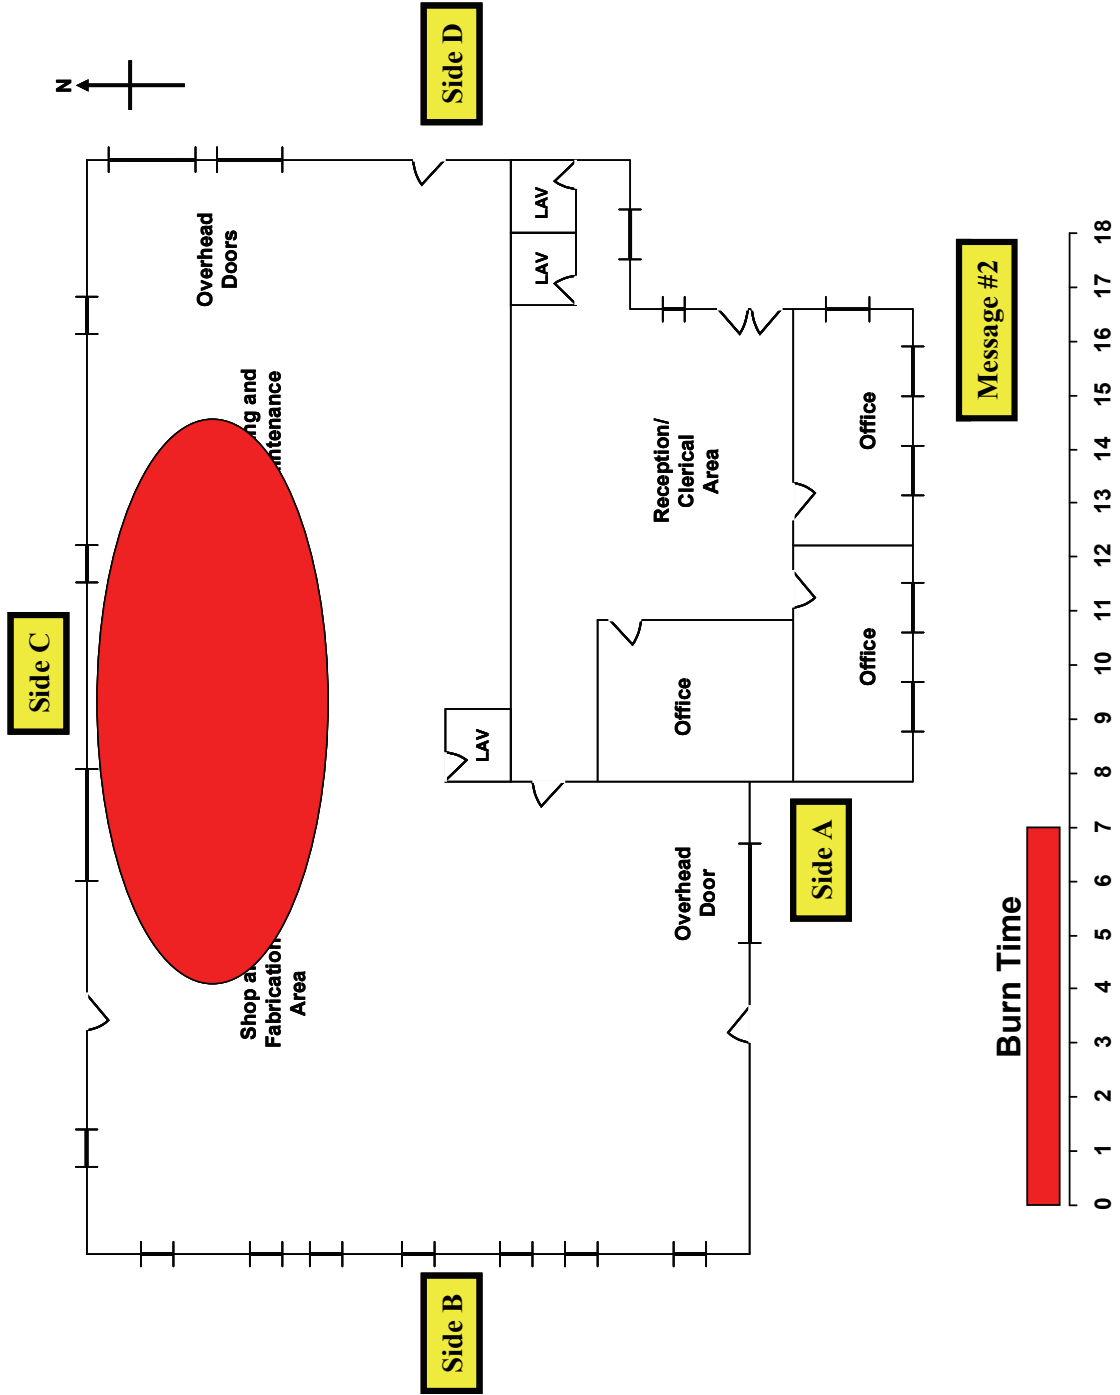 Side C
N
Side D
Overhead
Doors
ng and
ntenance
Shop a
Fabrication
Area
LAV
LAV
LAV
Reception/
Clerical
Area
Office
Office
Office
Overhead
Door
Side A
Side B
Message #2
Burn Time
0 1 2 3 4 5 6 7 8 9 10 11 12 13 14 15 16 17 18